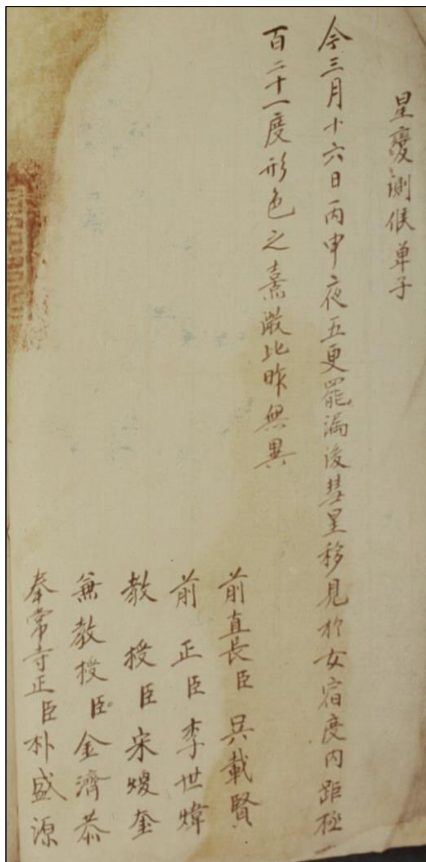 星變測候單子
今三月十六日丙申夜五更罷漏後彗星移見於女宿度內距極一
百二十一度形色之熹微比昨無異
前直長臣吳載賢
前正臣李世煒
敎授臣宋煖奎
兼敎授臣金濟恭
奉常寺正臣朴盛源